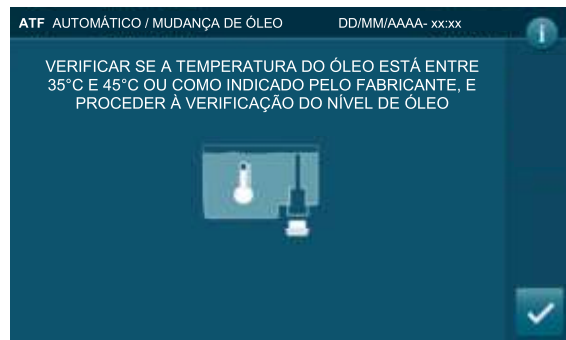 ATF AUTOMÁTICO / MUDANÇA DE ÓLEO DD/MM/AAAA- xx:xx
VERIFICAR SE A TEMPERATURA DO ÓLEO ESTÁ ENTRE
35°C E 45°C OU COMO INDICADO PELO FABRICANTE, E
PROCEDER À VERIFICAÇÃO DO NÍVEL DE ÓLEO